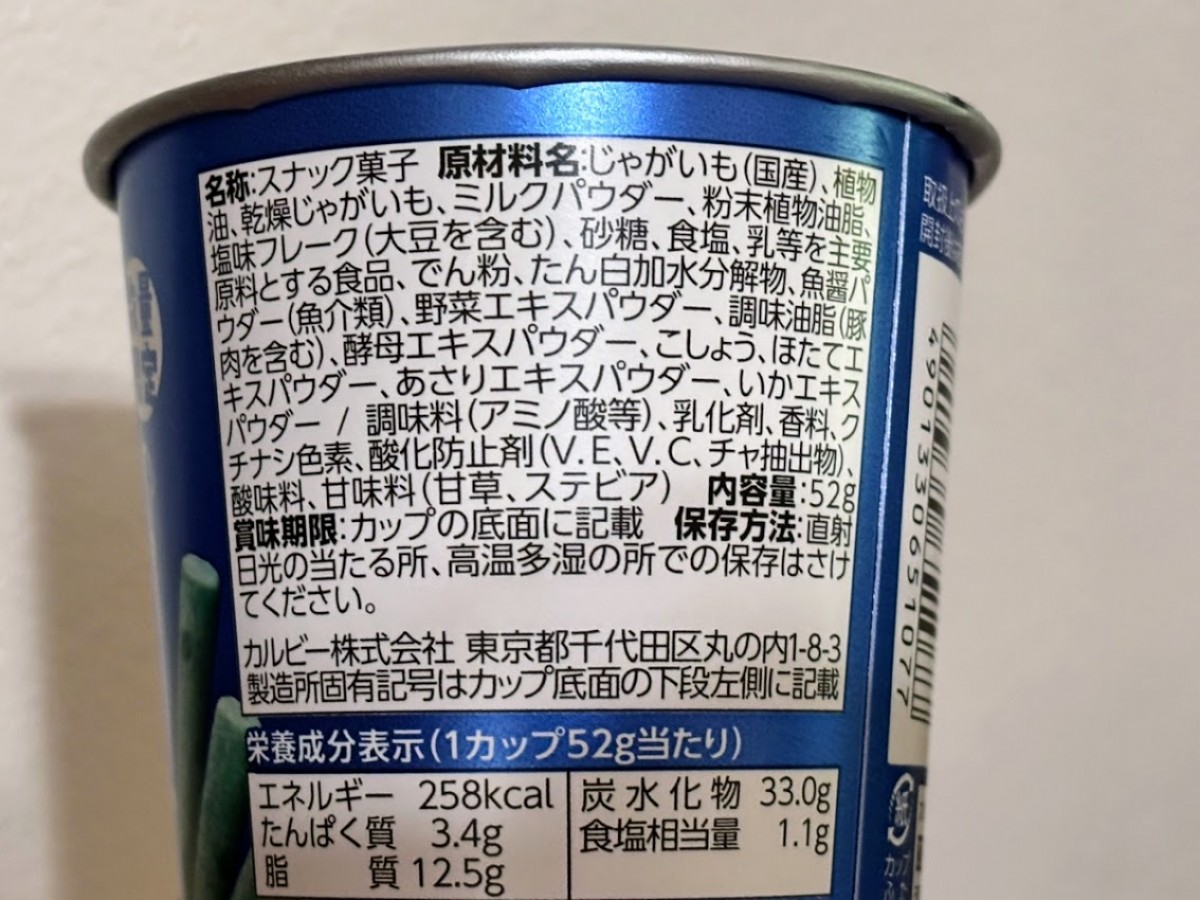 名称:スナック菓子 原材料名:じゃがいも(国産)、植物
油、乾燥じゃがいも、ミルクパウダー、粉末植物油脂、
塩味フレーク(大豆を含む)、砂糖、食塩、乳等を主要
原料とする食品、でん粉、たん白加水分解物、魚醤パ
ウダー(魚介類)、野菜エキスパウダー、調味油脂(豚
肉を含む)、酵母エキスパウダー、こしょう、ほたてエ
キスパウダー、あさりエキスパウダー、いかエキス
パウダー / 調味料(アミノ酸等)、乳化剤、香料、ク
チナシ色素、酸化防止剤(V.E、V.C、チャ抽出物)、
酸味料、甘味料(甘草、ステビア) 内容量:52g
賞味期限:カップの底面に記載 保存方法:直射
日光の当たる所、高温多湿の所での保存はさけ
てください。
カルビー株式会社 東京都千代田区丸の内1-8-3
製造所固有記号はカップ底面の下段左側に記載
栄養成分表示(1カップ52g当たり)
エネルギー 258kcal
たんぱく質 3.4g
脂質 12.5g
炭水化物 33.0g
食塩相当量 1.1g
取扱上の
開封後
4901330651077
紙
カップ